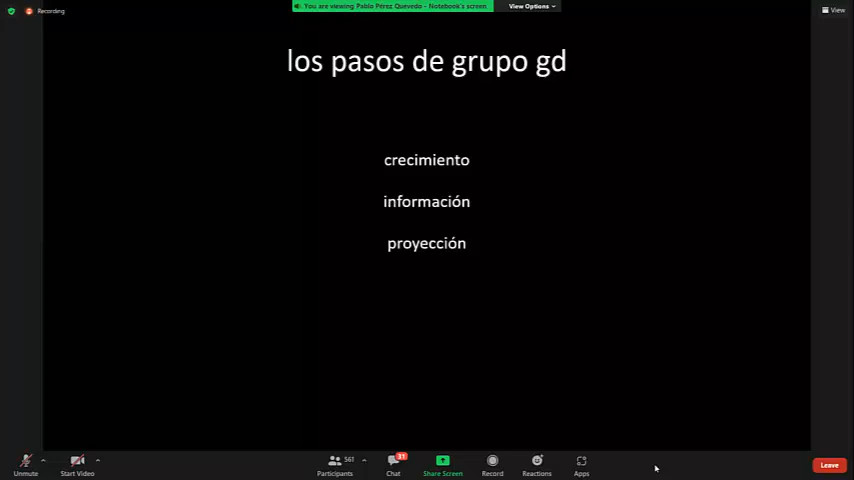 Recording
You are viewing Pablo Pérez Quevedo - Notebook's screen
View Options
View
los pasos de grupo gd
crecimiento
información
proyección
Unmute
Start Video
561
Participants
31
Chat
Share Screen
Record
Reactions
Apps
Leave